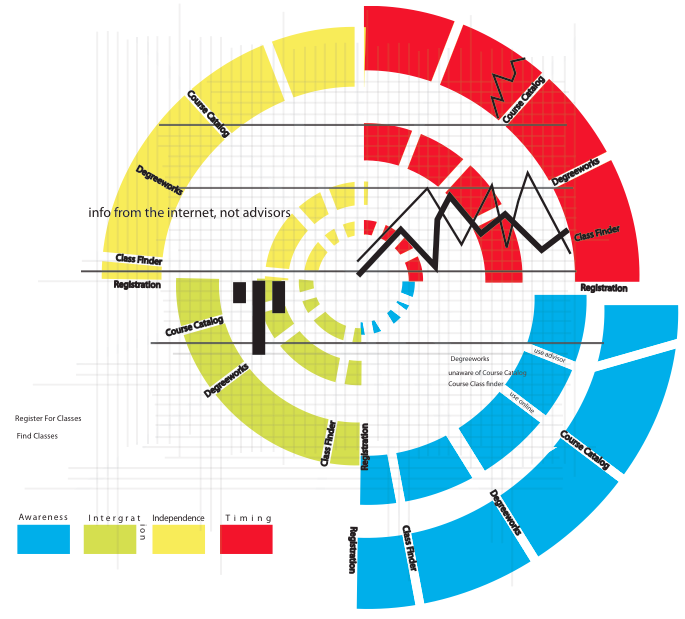 Course Catalog
Course Catalog
Degreeworks
Degreeworks
info from the internet, not advisors
Class Finder
Class Finder
Registration
Registration
Course Catalog
use advisor
Degreeworks
unaware of Course Catalog
Course Class finder
Degreeworks
use online
Register For Classes
Find Classes
Class Finder
Registration
Course Catalog
Degreeworks
Registration
Class Finder
Awareness
Intergration
Independence
Timing